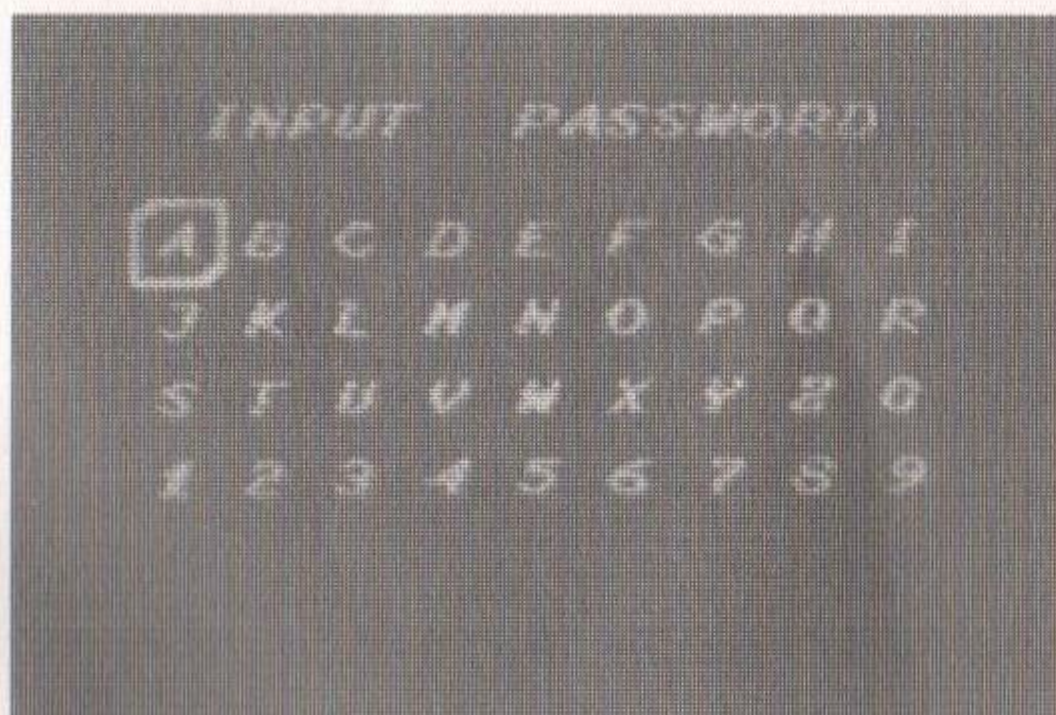 INPUT PASSWORD
A B C D E F G H I
J K L M N O P Q R
S T U V W X Y Z 0
1 2 3 4 5 6 7 8 9